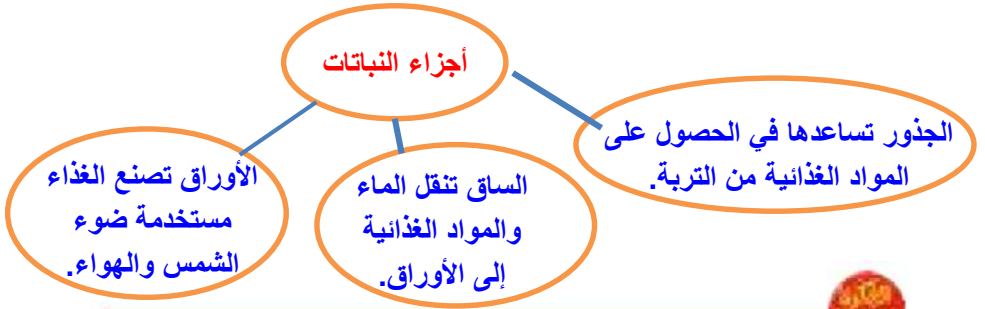 أجزاء النباتات
الجذور تساعدها في الحصول على
المواد الغذائية من التربة.
الساق تنقل الماء
والمواد الغذائية
إلى الأوراق.
الأوراق تصنع الغذاء
مستخدمة ضوء
الشمس والهواء.